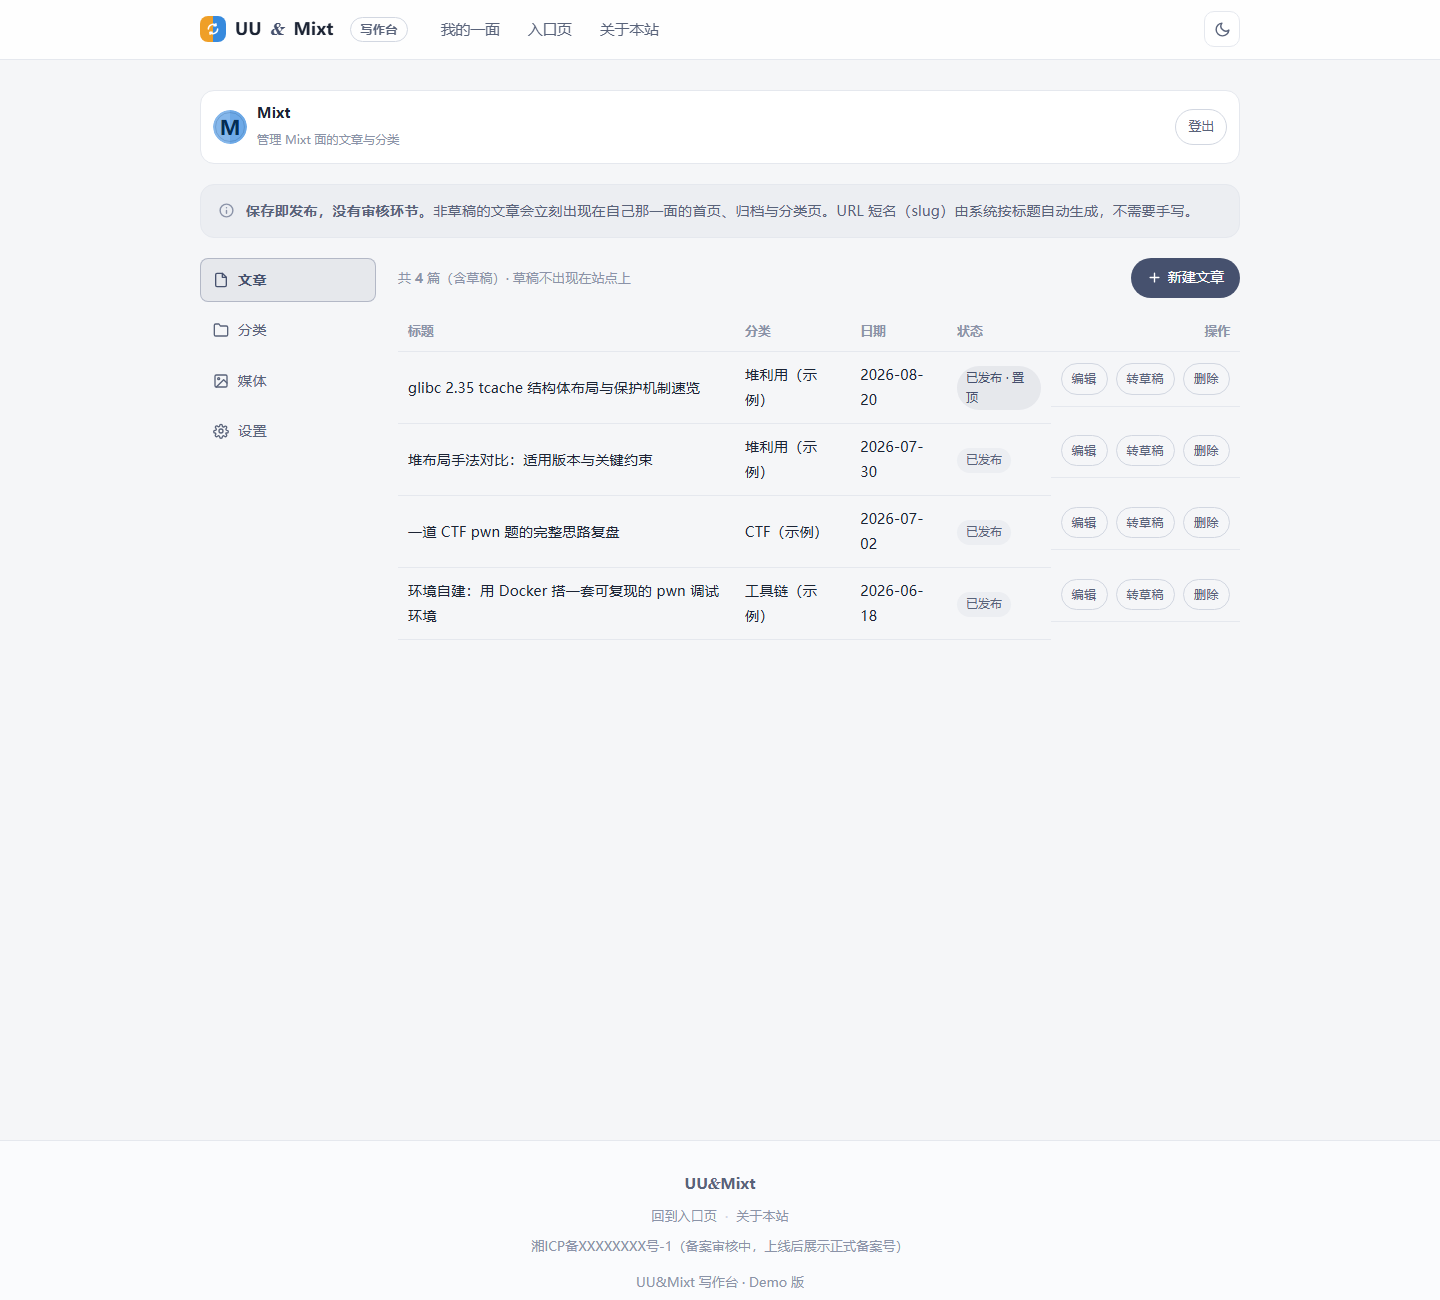 UU & Mixt 写作台 我的一面 入口页 关于本站
M
Mixt
管理 Mixt 面的文章与分类
登出
保存即发布，没有审核环节。非草稿的文章会立刻出现在自己那一面的首页、归档与分类页。URL 短名（slug）由系统按标题自动生成，不需要手写。
文章
分类
媒体
设置
共 4 篇（含草稿）· 草稿不出现在站点上
新建文章
标题 分类 日期 状态 操作
glibc 2.35 tcache 结构体布局与保护机制速览 堆利用（示
例） 2026-08-
20 已发布 · 置
顶 编辑 转草稿 删除
堆布局手法对比：适用版本与关键约束 堆利用（示
例） 2026-07-
30 已发布 编辑 转草稿 删除
一道 CTF pwn 题的完整思路复盘 CTF（示例） 2026-07-
02 已发布 编辑 转草稿 删除
环境自建：用 Docker 搭一套可复现的 pwn 调试
环境 工具链（示
例） 2026-06-
18 已发布 编辑 转草稿 删除
UU&Mixt
回到入口页 · 关于本站
湘ICP备XXXXXXXX号-1（备案审核中，上线后展示正式备案号）
UU&Mixt 写作台 · Demo 版